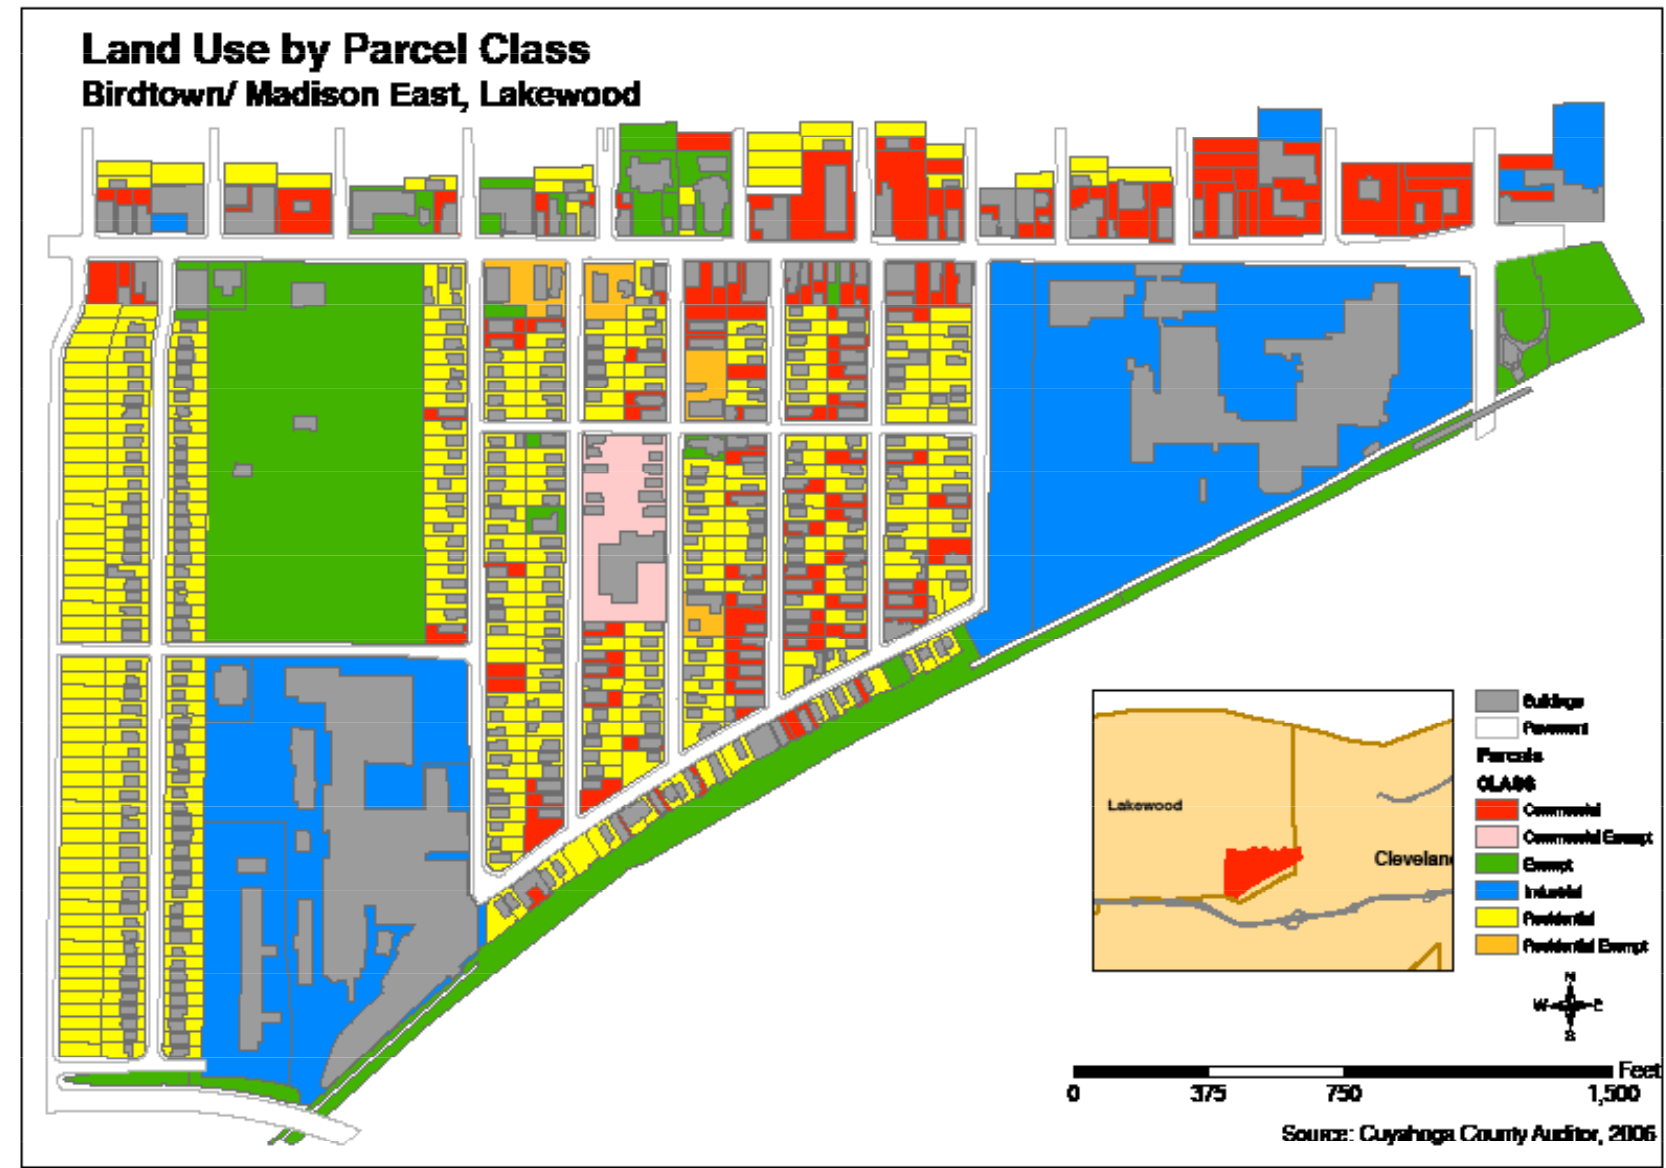 Land Use by Parcel Class
Birdtown/ Madison East, Lakewood
Lakewood
Cleveland
Buildings
Pavement
Parcels
CLASS
Commercial
Commercial Exempt
Exempt
Industrial
Residential
Residential Exempt
N
W E
S
Feet
0 375 750 1,500
Source: Cuyahoga County Auditor, 2006